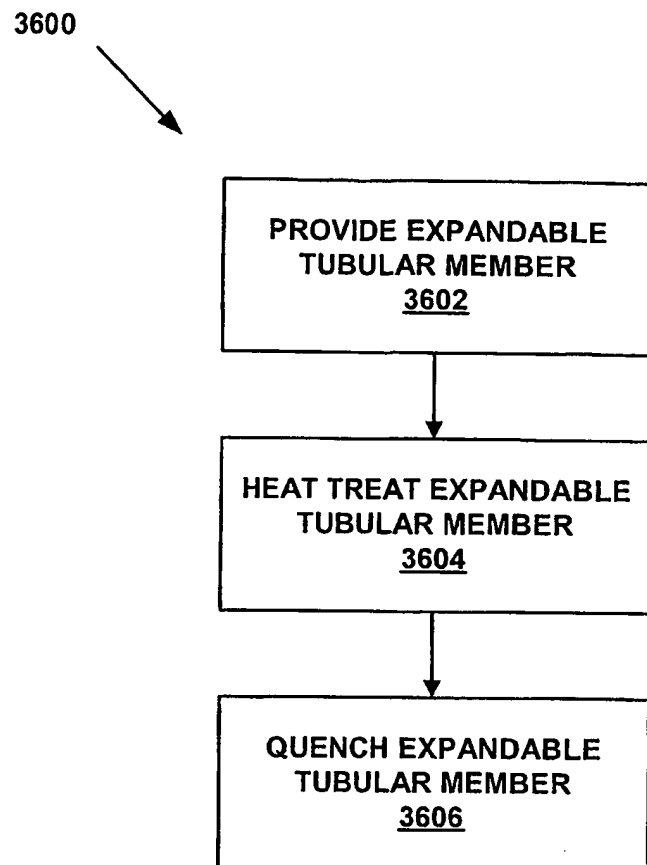 3600
PROVIDE EXPANDABLE
TUBULAR MEMBER
3602
HEAT TREAT EXPANDABLE
TUBULAR MEMBER
3604
QUENCH EXPANDABLE
TUBULAR MEMBER
3606